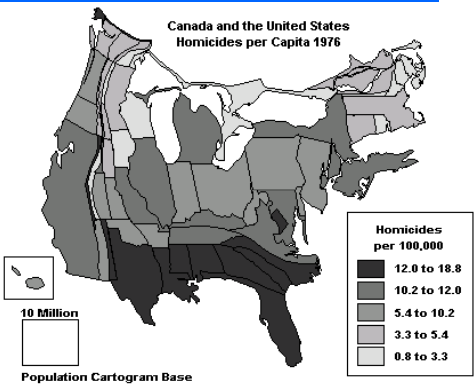 Canada and the United States
Homicides per Capita 1976
Homicides
per 100,000
12.0 to 18.8
10.2 to 12.0
5.4 to 10.2
3.3 to 5.4
0.8 to 3.3
10 Million
Population Cartogram Base